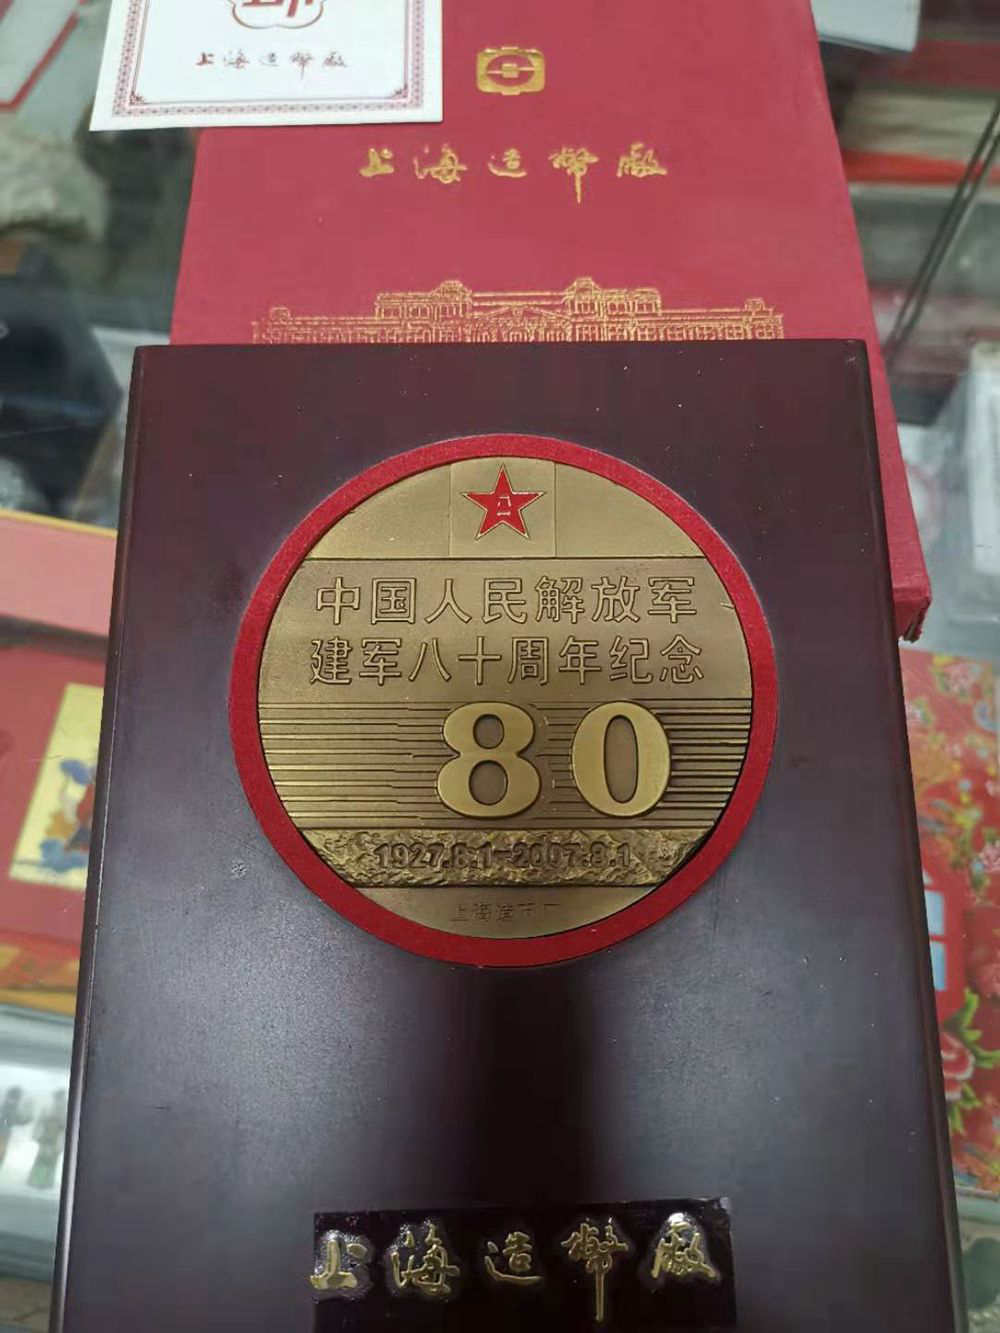 上海造幣廠
上海造幣廠
八一
中国人民解放军
建军八十周年纪念
80
1927.8.1-2007.8.1
上海造币厂
上海造幣廠